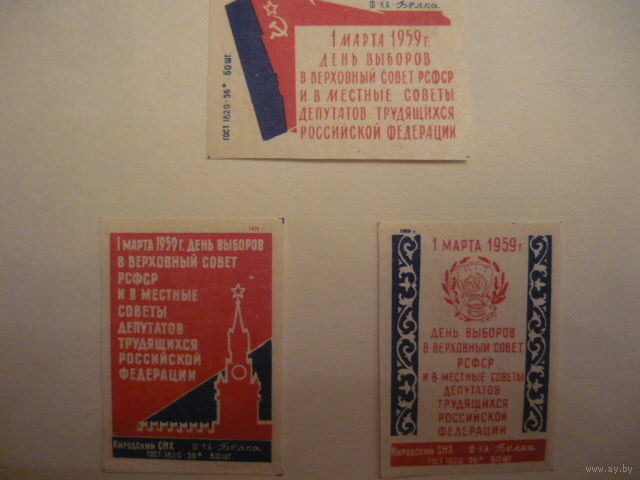 Ф-КА Белка
ГОСТ 1820-56* 60 ШТ.
1 МАРТА 1959 г.
ДЕНЬ ВЫБОРОВ
В ВЕРХОВНЫЙ СОВЕТ РСФСР
И В МЕСТНЫЕ СОВЕТЫ
ДЕПУТАТОВ ТРУДЯЩИХСЯ
РОССИЙСКОЙ ФЕДЕРАЦИИ
1 МАРТА 1959 Г. ДЕНЬ ВЫБОРОВ
В ВЕРХОВНЫЙ СОВЕТ
РСФСР
И В МЕСТНЫЕ
СОВЕТЫ
ДЕПУТАТОВ
ТРУДЯЩИХСЯ
РОССИЙСКОЙ
ФЕДЕРАЦИИ
КИРОВСКИЙ СНХ Ф-КА Белка
ГОСТ 1820-56* 60 ШТ.
1 МАРТА 1959 г
ДЕНЬ ВЫБОРОВ
В ВЕРХОВНЫЙ СОВЕТ
РСФСР
И В МЕСТНЫЕ СОВЕТЫ
ДЕПУТАТОВ
ТРУДЯЩИХСЯ
РОССИЙСКОЙ
ФЕДЕРАЦИИ
КИРОВСКИЙ СНХ Ф-КА Белка
ГОСТ 1820-56* 60 ШТ.
www.ay.by